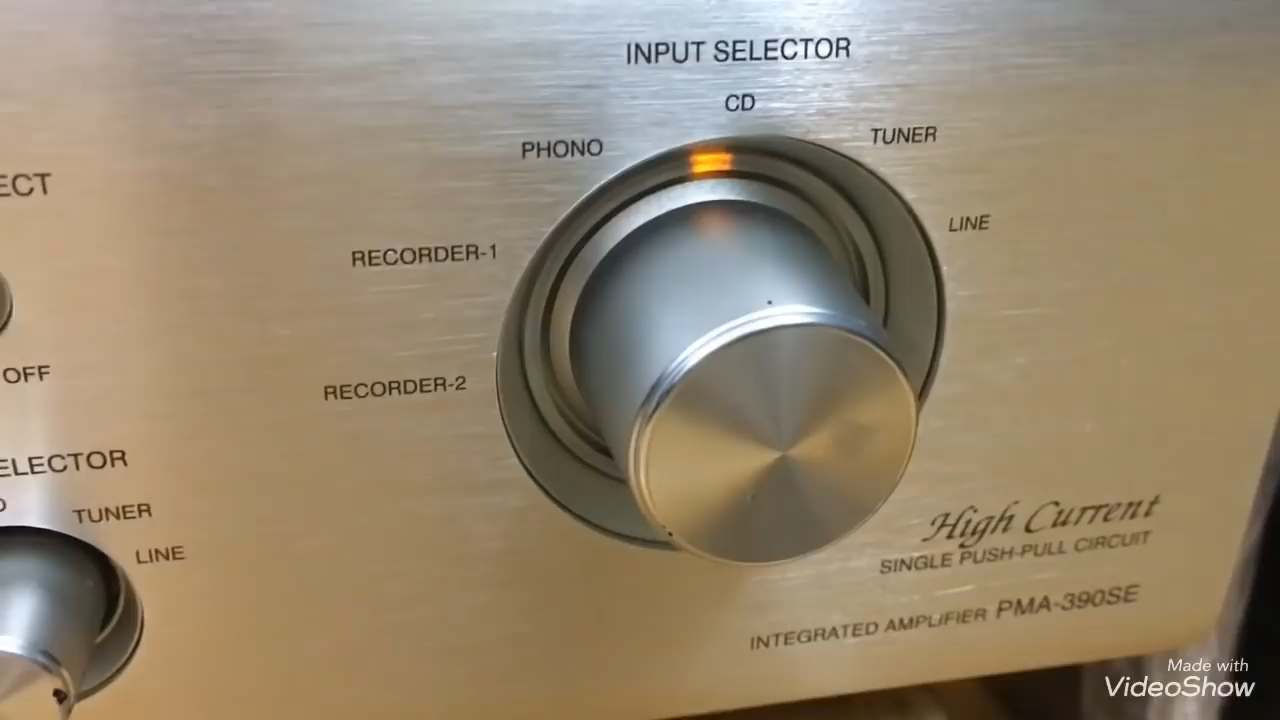 INPUT SELECTOR
CD
PHONO
TUNER
LINE
RECORDER-1
RECORDER-2
ECT
OFF
ELECTOR
TUNER
LINE
High Current
SINGLE PUSH-PULL CIRCUIT
INTEGRATED AMPLIFIER PMA-390SE
Made with
VideoShow